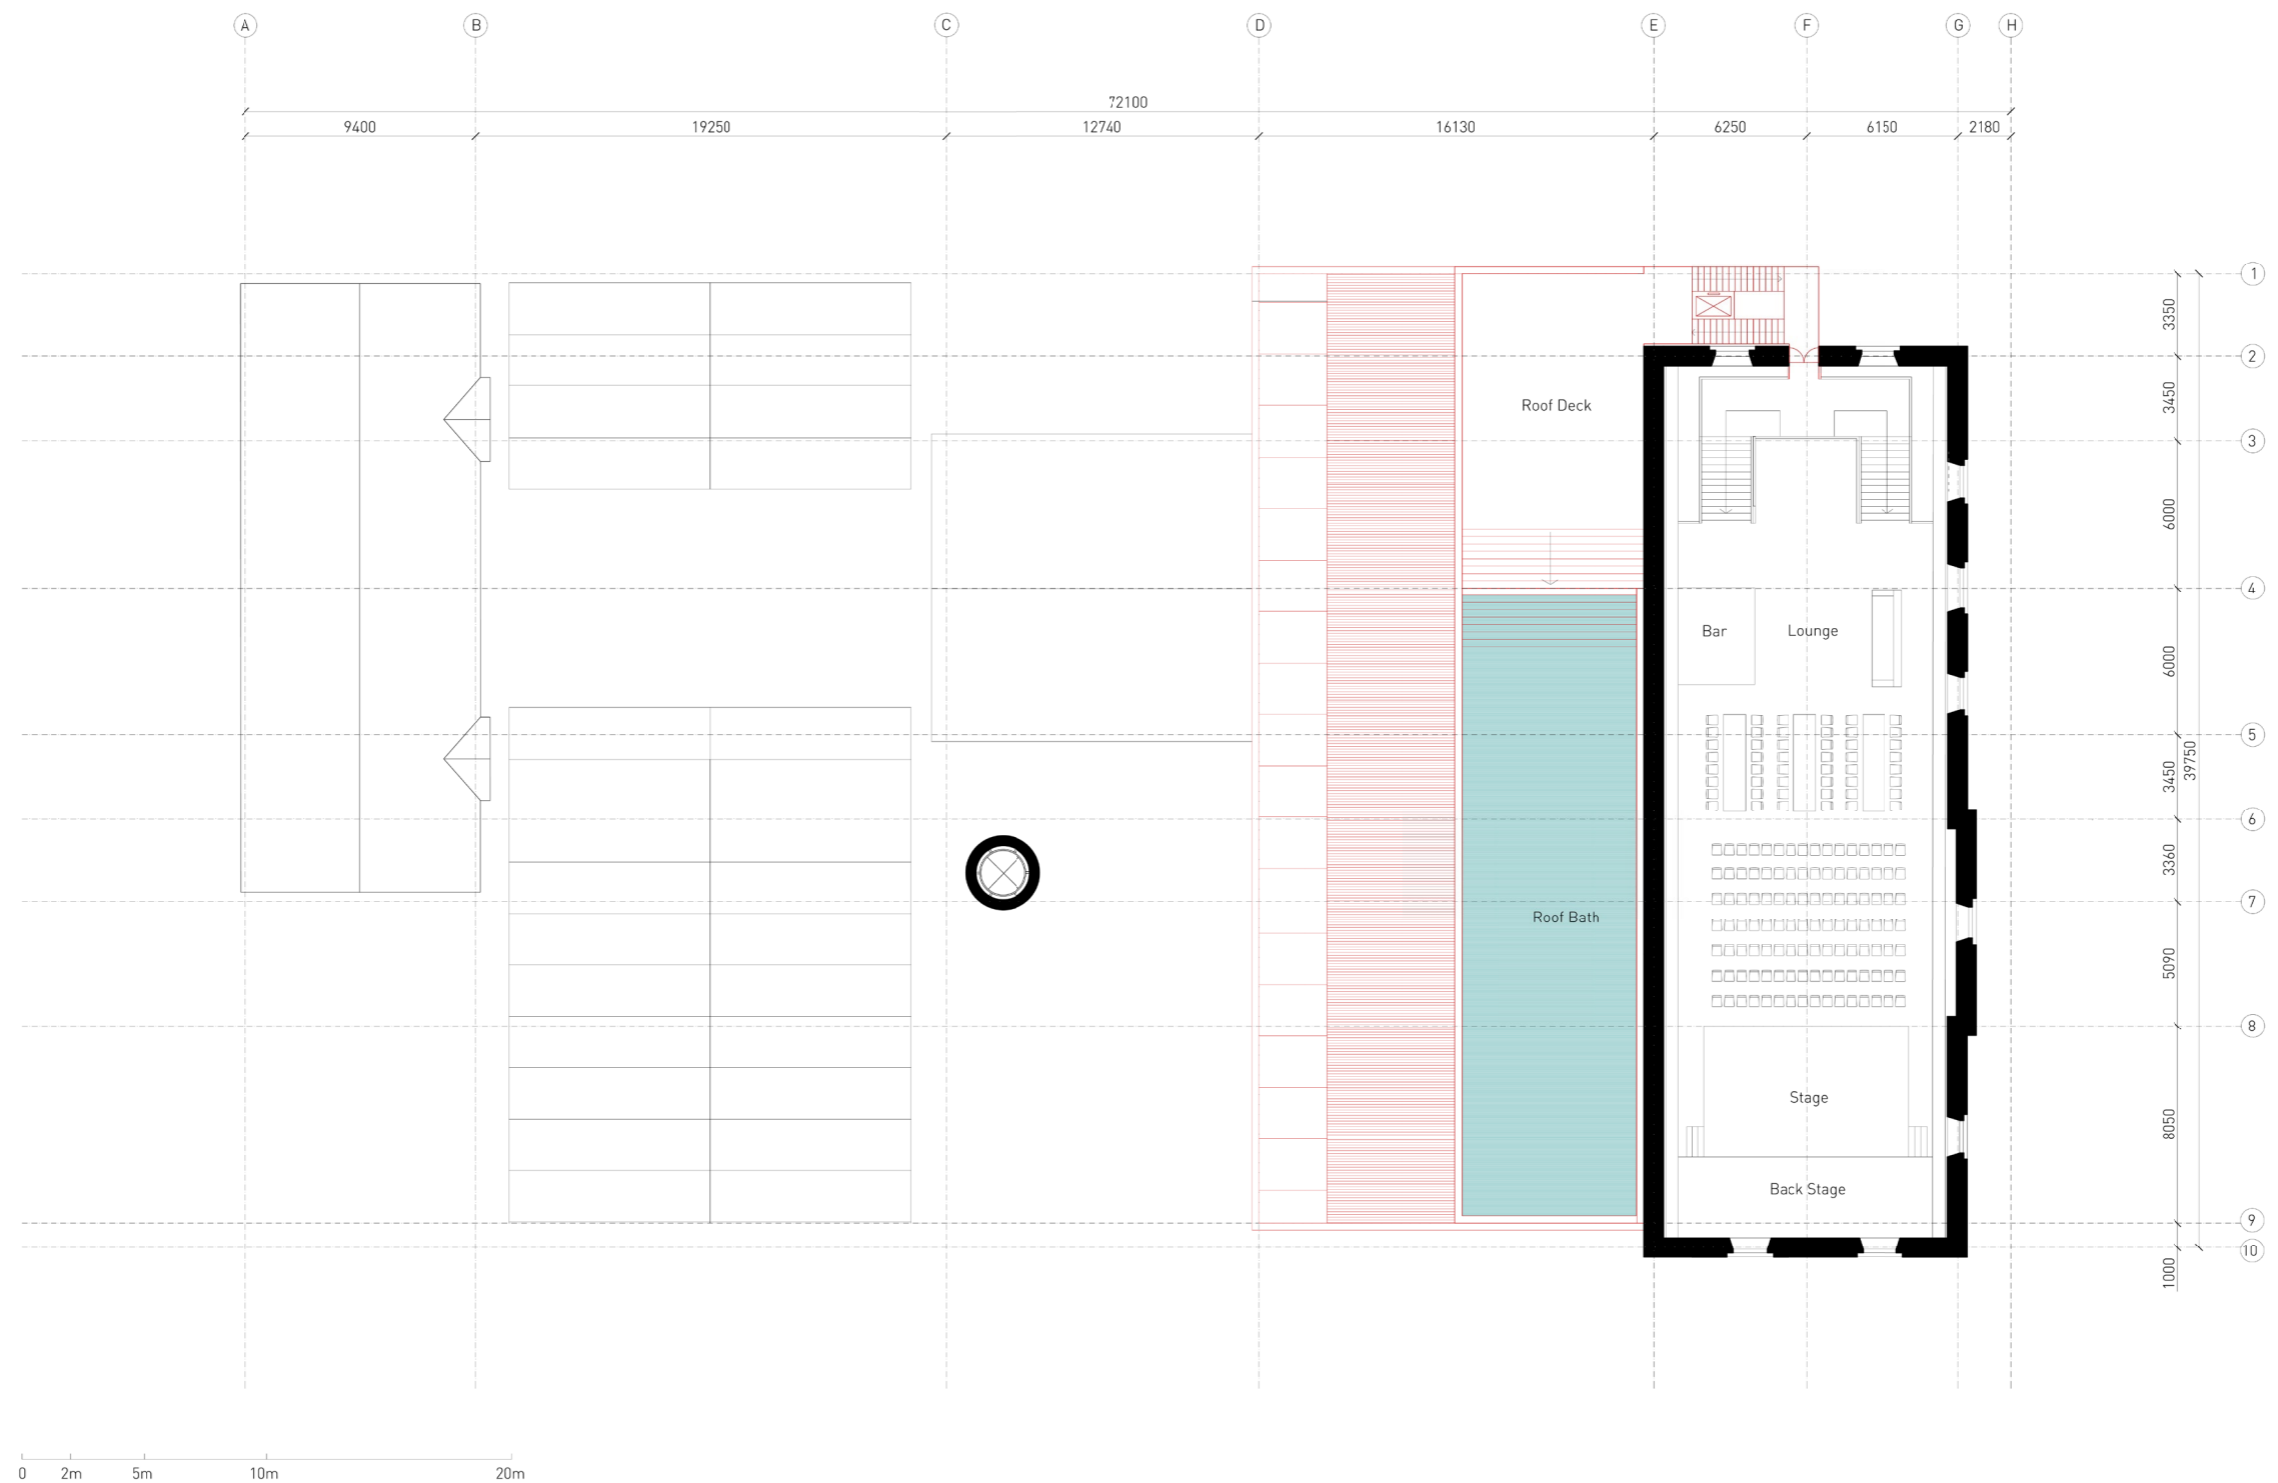 A B C D E F G H
72100
9400 19250 12740 16130 6250 6150 2180
1
3350
2
3450
Roof Deck
3
6000
4
Bar Lounge
6000
5
39750
3450
6
3360
7
Roof Bath
5090
8
Stage
8050
Back Stage
9
10
1000
0 2m 5m 10m 20m